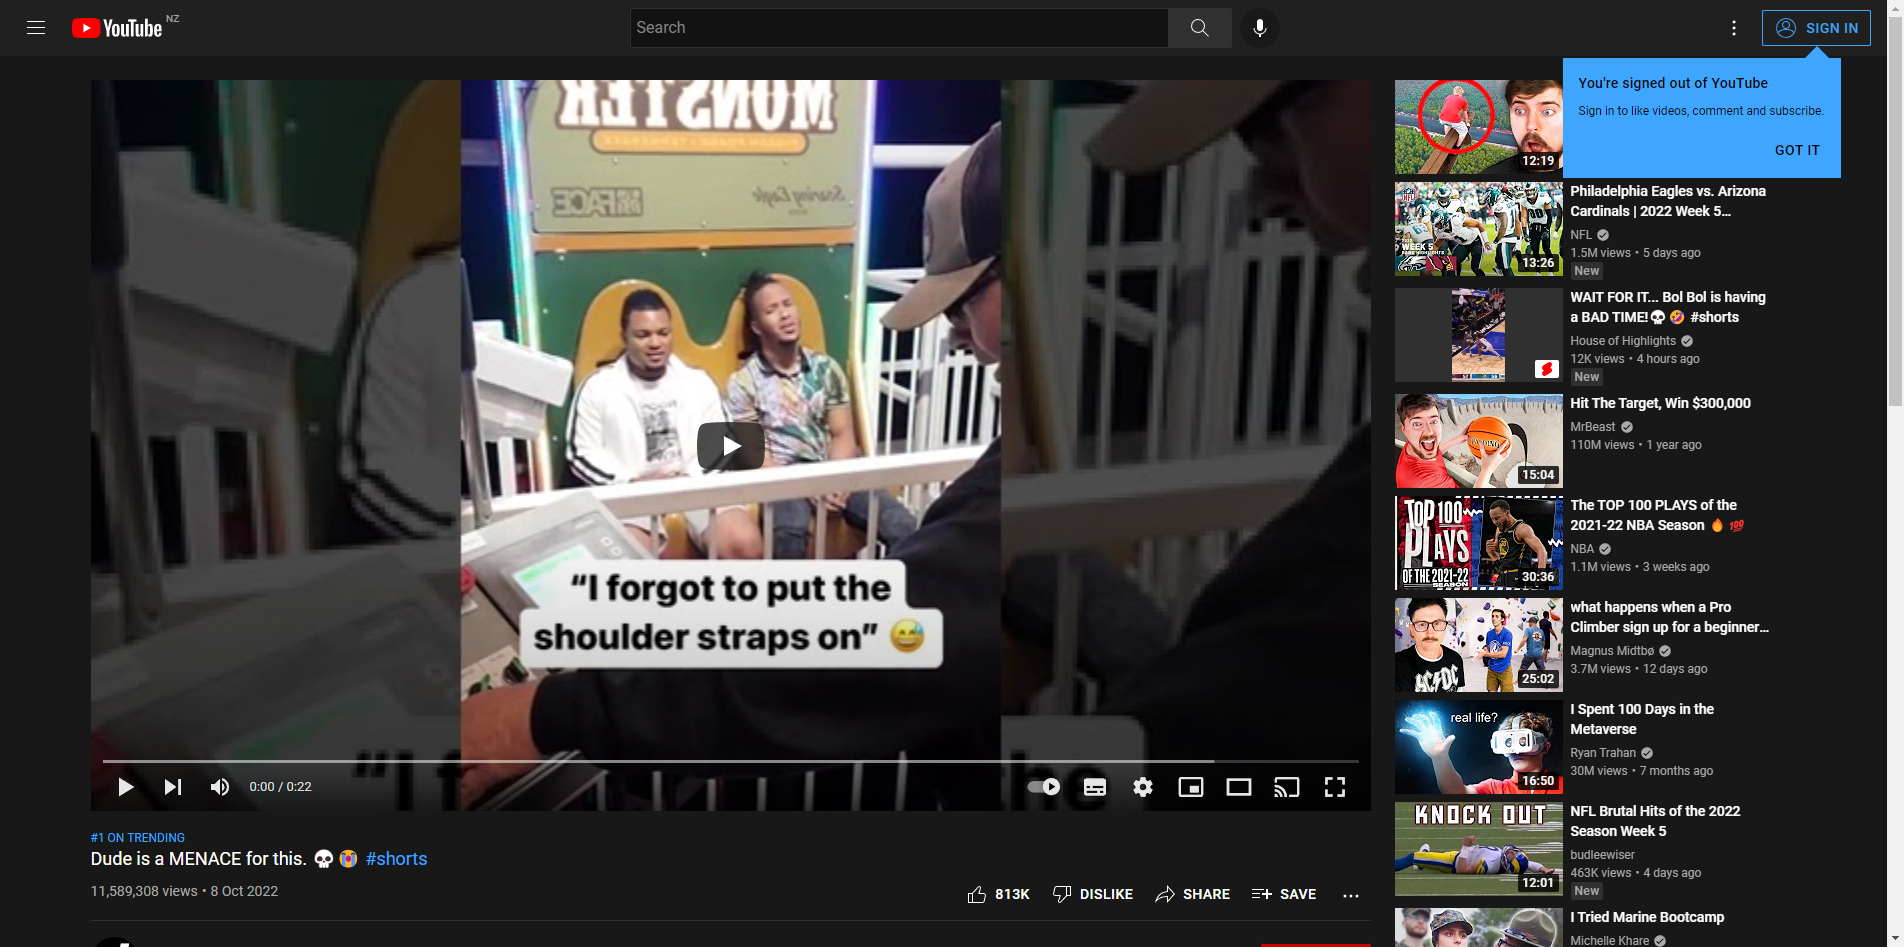 YouTube NZ
Search
SIGN IN
You're signed out of YouTube
Sign in to like videos, comment and subscribe.
GOT IT
MONSTER
FACE
Soaring Eagle
"I forgot to put the
shoulder straps on" 😅
0:00 / 0:22
#1 ON TRENDING
Dude is a MENACE for this. 💀😭 #shorts
11,589,308 views • 8 Oct 2022
813K
DISLIKE
SHARE
SAVE
12:19
NFL
WEEK 5
13:26
Philadelphia Eagles vs. Arizona
Cardinals | 2022 Week 5...
NFL
1.5M views • 5 days ago
New
WAIT FOR IT... Bol Bol is having
a BAD TIME!💀🤣 #shorts
House of Highlights
12K views • 4 hours ago
New
15:04
Hit The Target, Win $300,000
MrBeast
110M views • 1 year ago
TOP 100
PLAYS
OF THE 2021-22
SEASON
30:36
The TOP 100 PLAYS of the
2021-22 NBA Season 🔥 💯
NBA
1.1M views • 3 weeks ago
AC/DC
25:02
what happens when a Pro
Climber sign up for a beginner...
Magnus Midtbø
3.7M views • 12 days ago
real life?
16:50
I Spent 100 Days in the
Metaverse
Ryan Trahan
30M views • 7 months ago
KNOCK OUT
12:01
NFL Brutal Hits of the 2022
Season Week 5
budleewiser
463K views • 4 days ago
New
I Tried Marine Bootcamp
Michelle Khare